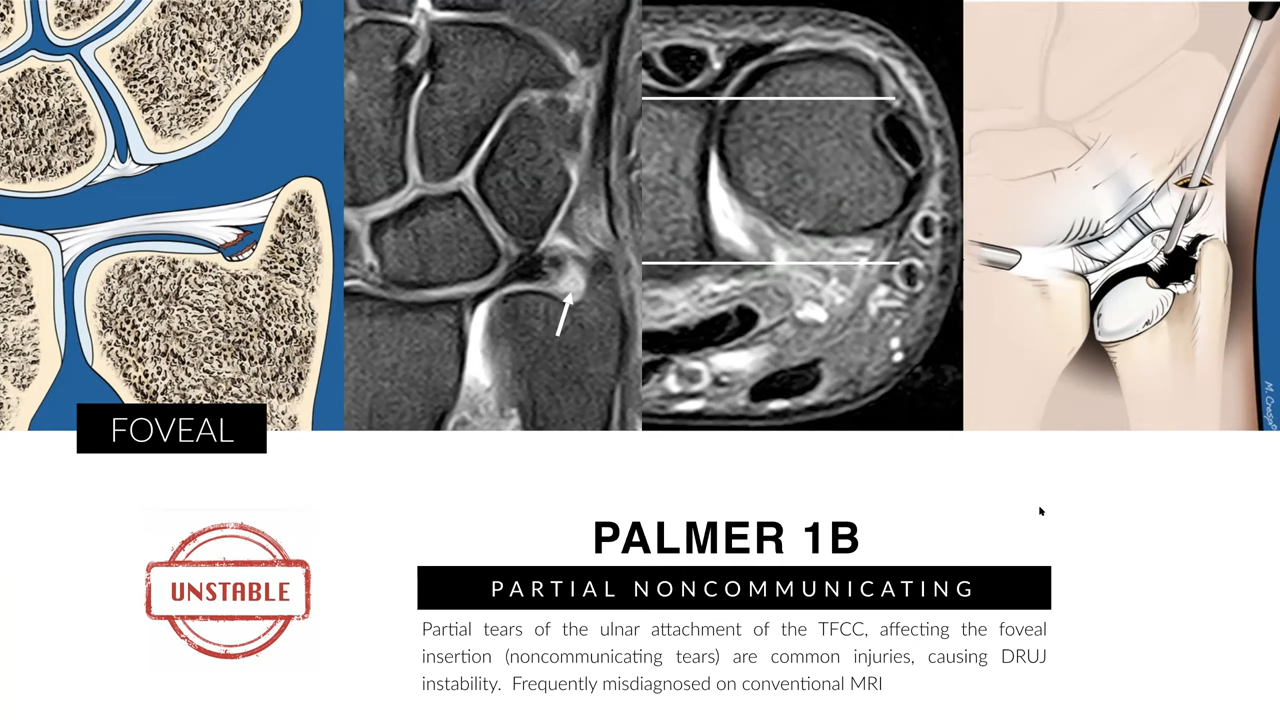 FOVEAL
UNSTABLE
PALMER 1B
PARTIAL NONCOMMUNICATING
Partial tears of the ulnar attachment of the TFCC, affecting the foveal
insertion (noncommunicating tears) are common injuries, causing DRUJ
instability. Frequently misdiagnosed on conventional MRI